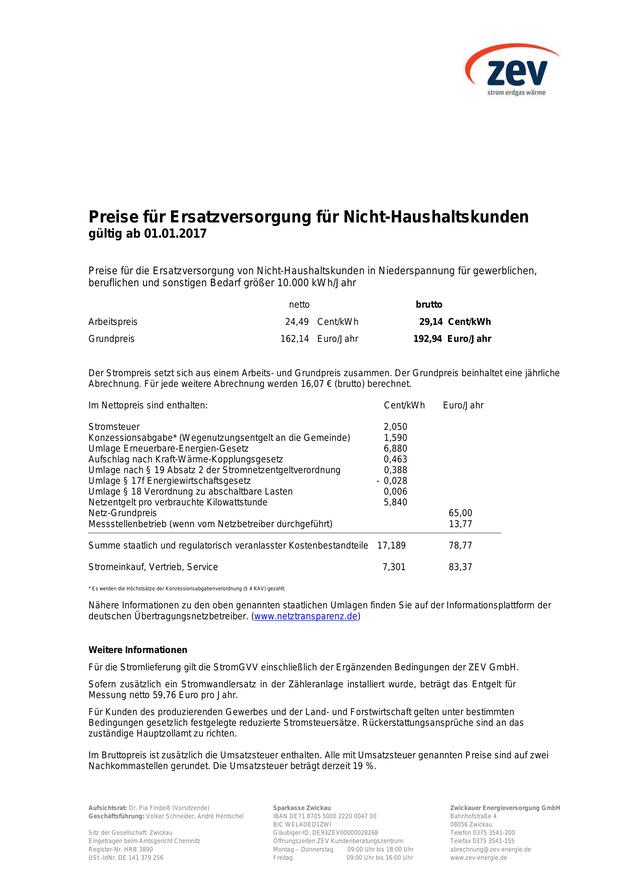 zev
strom erdgas wärme
Preise für Ersatzversorgung für Nicht-Haushaltskunden
gültig ab 01.01.2017
Preise für die Ersatzversorgung von Nicht-Haushaltskunden in Niederspannung für gewerblichen,
beruflichen und sonstigen Bedarf größer 10.000 kWh/Jahr
netto brutto
Arbeitspreis 24,49 Cent/kWh 29,14 Cent/kWh
Grundpreis 162,14 Euro/Jahr 192,94 Euro/Jahr
Der Strompreis setzt sich aus einem Arbeits- und Grundpreis zusammen. Der Grundpreis beinhaltet eine jährliche
Abrechnung. Für jede weitere Abrechnung werden 16,07 € (brutto) berechnet.
Im Nettopreis sind enthalten: Cent/kWh Euro/Jahr
Stromsteuer 2,050
Konzessionsabgabe* (Wegenutzungsentgelt an die Gemeinde) 1,590
Umlage Erneuerbare-Energien-Gesetz 6,880
Aufschlag nach Kraft-Wärme-Kopplungsgesetz 0,463
Umlage nach § 19 Absatz 2 der Stromnetzentgeltverordnung 0,388
Umlage § 17f Energiewirtschaftsgesetz - 0,028
Umlage § 18 Verordnung zu abschaltbare Lasten 0,006
Netzentgelt pro verbrauchte Kilowattstunde 5,840
Netz-Grundpreis 65,00
Messstellenbetrieb (wenn vom Netzbetreiber durchgeführt) 13,77
Summe staatlich und regulatorisch veranlasster Kostenbestandteile 17,189 78,77
Stromeinkauf, Vertrieb, Service 7,301 83,37
* Es werden die Höchstsätze der Konzessionsabgabenverordnung (§ 4 KAV) gezahlt.
Nähere Informationen zu den oben genannten staatlichen Umlagen finden Sie auf der Informationsplattform der
deutschen Übertragungsnetzbetreiber. (www.netztransparenz.de)
Weitere Informationen
Für die Stromlieferung gilt die StromGVV einschließlich der Ergänzenden Bedingungen der ZEV GmbH.
Sofern zusätzlich ein Stromwandlersatz in der Zähleranlage installiert wurde, beträgt das Entgelt für
Messung netto 59,76 Euro pro Jahr.
Für Kunden des produzierenden Gewerbes und der Land- und Forstwirtschaft gelten unter bestimmten
Bedingungen gesetzlich festgelegte reduzierte Stromsteuersätze. Rückerstattungsansprüche sind an das
zuständige Hauptzollamt zu richten.
Im Bruttopreis ist zusätzlich die Umsatzsteuer enthalten. Alle mit Umsatzsteuer genannten Preise sind auf zwei
Nachkommastellen gerundet. Die Umsatzsteuer beträgt derzeit 19 %.
Aufsichtsrat: Dr. Pia Findeiß (Vorsitzende)
Geschäftsführung: Volker Schneider, André Hentschel
Sitz der Gesellschaft: Zwickau
Eingetragen beim Amtsgericht Chemnitz
Register-Nr. HRB 3890
USt.-IdNr. DE 141 379 256
Sparkasse Zwickau
IBAN DE71 8705 5000 2220 0047 00
BIC WELADED1ZWI
Gläubiger-ID: DE93ZEV00000028268
Öffnungszeiten ZEV Kundenberatungszentrum:
Montag – Donnerstag 09:00 Uhr bis 18:00 Uhr
Freitag 09:00 Uhr bis 16:00 Uhr
Zwickauer Energieversorgung GmbH
Bahnhofstraße 4
08056 Zwickau
Telefon 0375 3541-200
Telefax 0375 3541-155
abrechnung@zev-energie.de
www.zev-energie.de